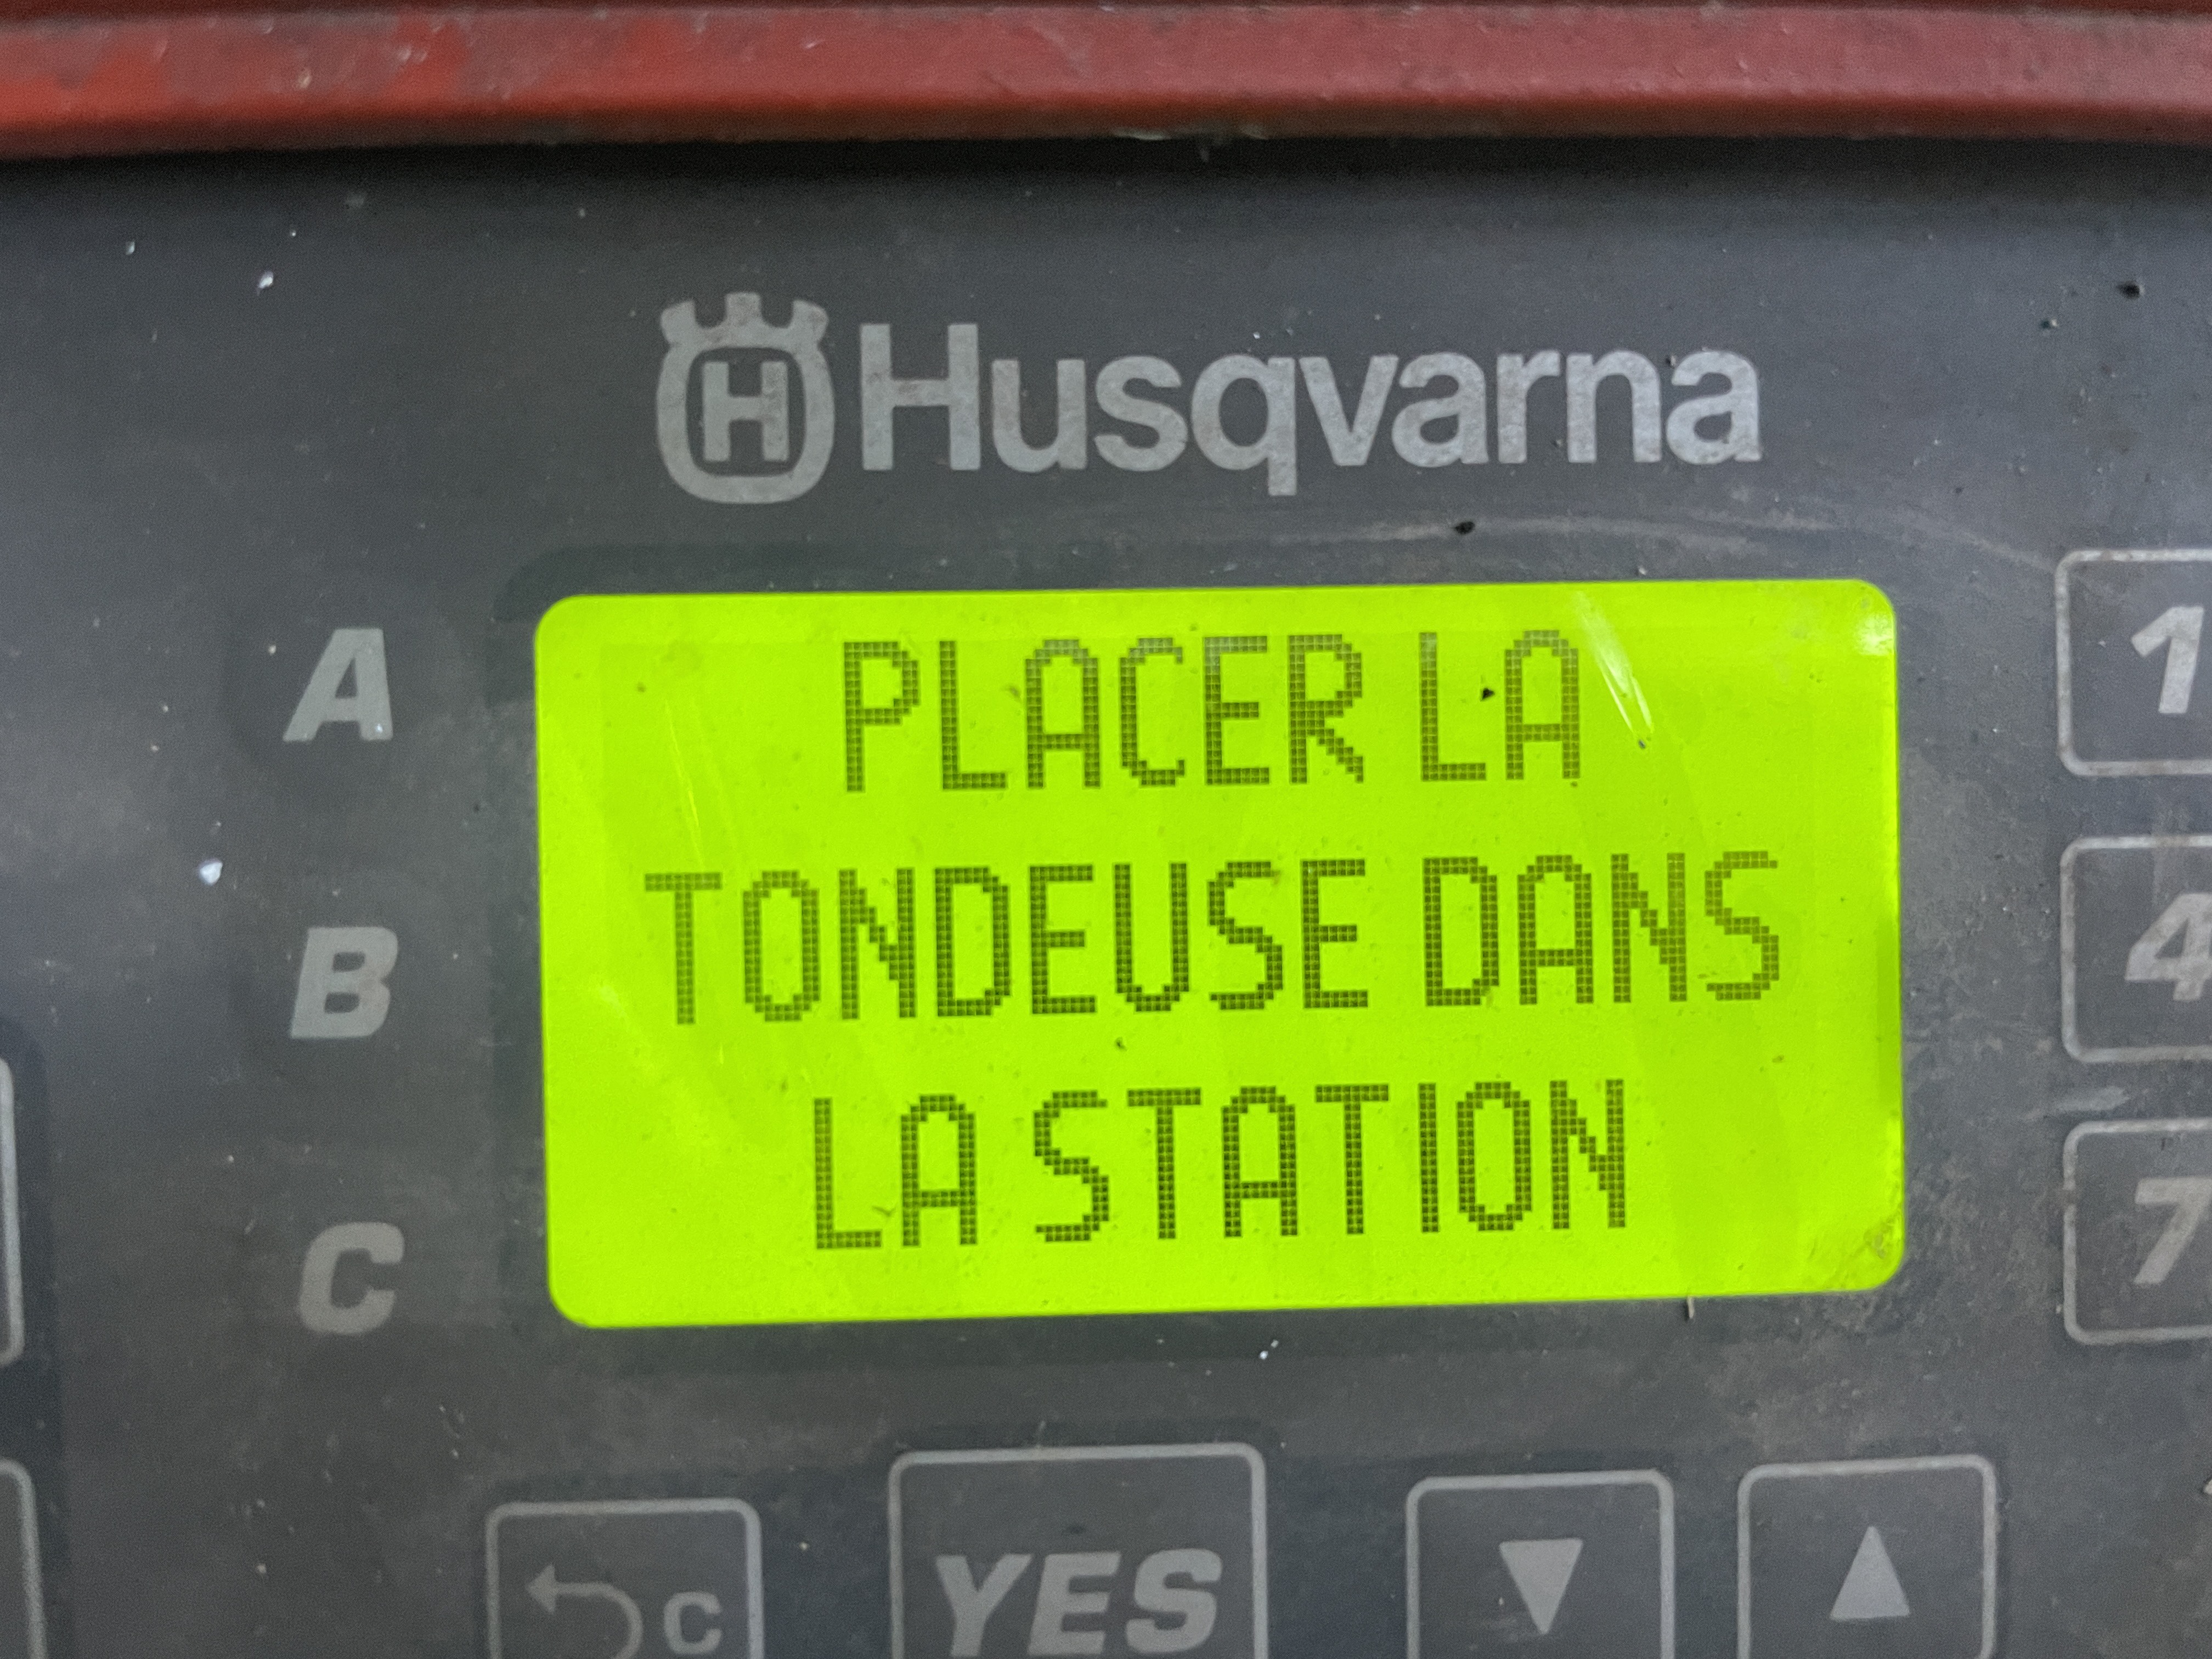 Husqvarna
A
PLACER LA
1
B
TONDEUSE DANS
4
C
LA STATION
7
C
YES